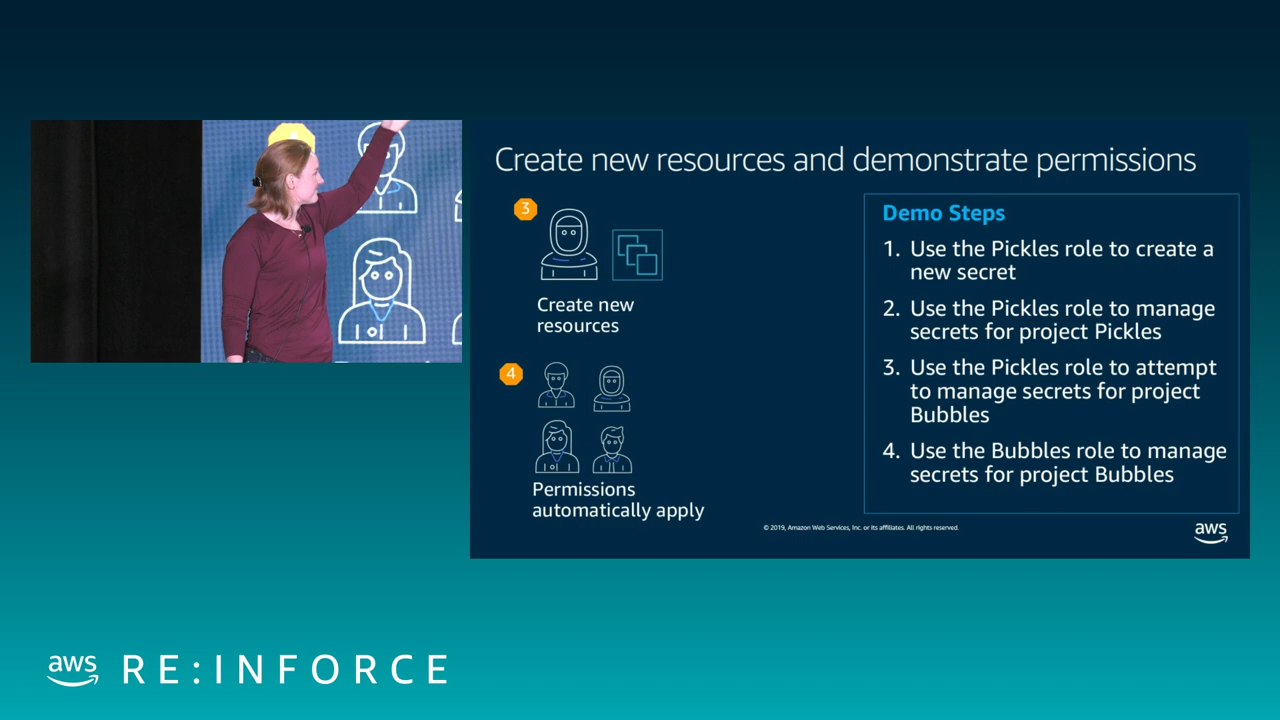 Create new resources and demonstrate permissions
3
Create new
resources
4
Permissions
automatically apply
Demo Steps
1. Use the Pickles role to create a
new secret
2. Use the Pickles role to manage
secrets for project Pickles
3. Use the Pickles role to attempt
to manage secrets for project
Bubbles
4. Use the Bubbles role to manage
secrets for project Bubbles
© 2019, Amazon Web Services, Inc. or its affiliates. All rights reserved.
aws
aws RE:INFORCE